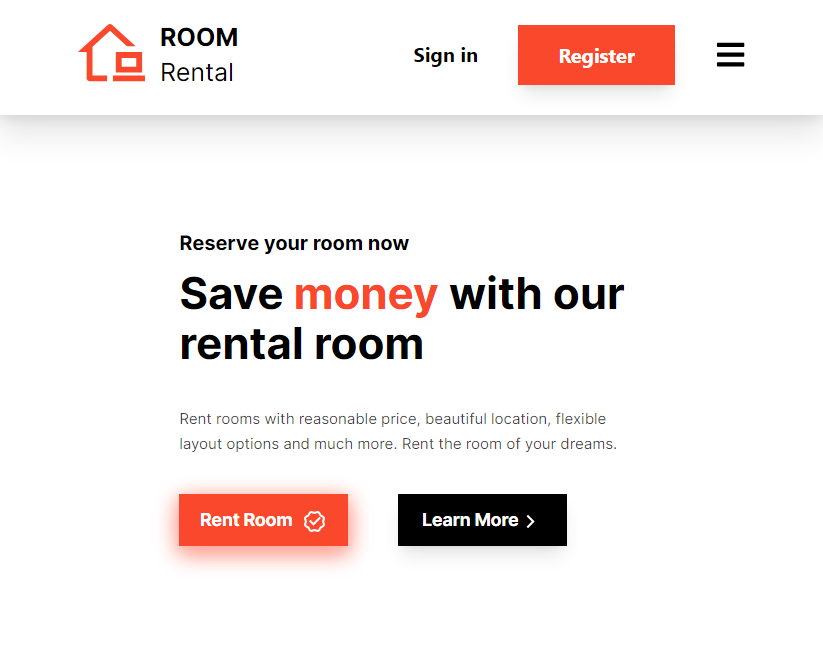 ROOM
Rental
Sign in
Register
Reserve your room now
Save money with our
rental room
Rent rooms with reasonable price, beautiful location, flexible
layout options and much more. Rent the room of your dreams.
Rent Room
Learn More